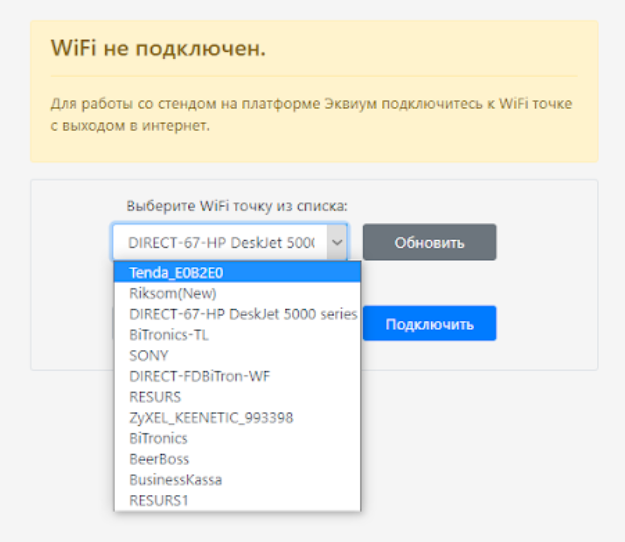 WiFi не подключен.
Для работы со стендом на платформе Эквиум подключитесь к WiFi точке
с выходом в интернет.
Выберите WiFi точку из списка:
DIRECT-67-HP DeskJet 500(
Обновить
Tenda_E0B2E0
Riksom(New)
DIRECT-67-HP DeskJet 5000 series
BiTronics-TL
Подключить
SONY
DIRECT-FDBiTron-WF
RESURS
ZyXEL_KEENETIC_993398
BiTronics
BeerBoss
BusinessKassa
RESURS1